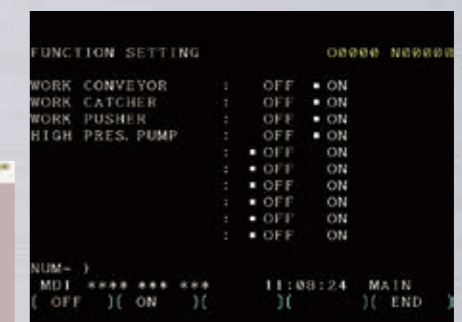 FUNCTION SETTING O0000 N00000
WORK CONVEYOR : OFF ■ ON
WORK CATCHER : OFF ■ ON
WORK PUSHER : OFF ■ ON
HIGH PRES. PUMP : OFF ■ ON
: ■ OFF ON
: ■ OFF ON
: ■ OFF ON
: ■ OFF ON
: ■ OFF ON
: ■ OFF ON
NUM- )
MDI **** *** *** 11:08:24 MAIN
( OFF )( ON )( )( )( END )